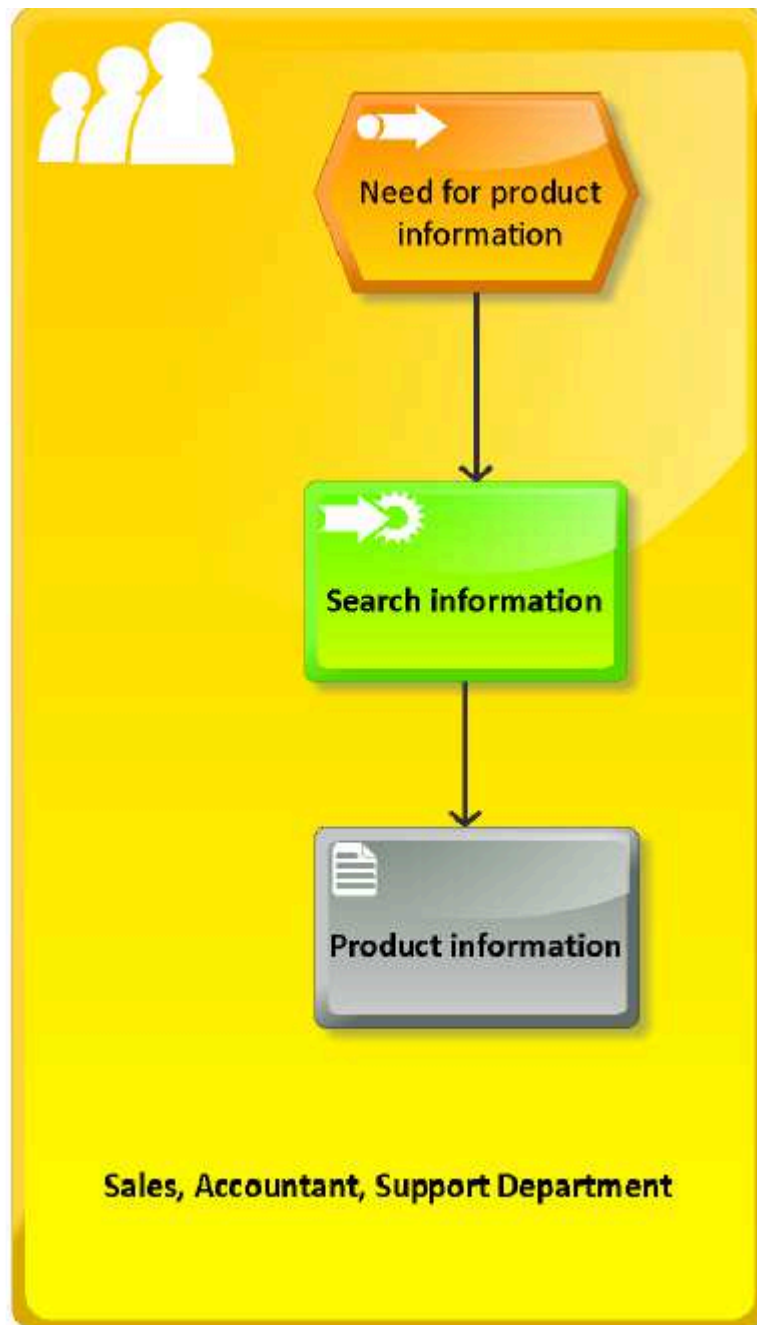 Need for product
information
Search information
Product information
Sales, Accountant, Support Department